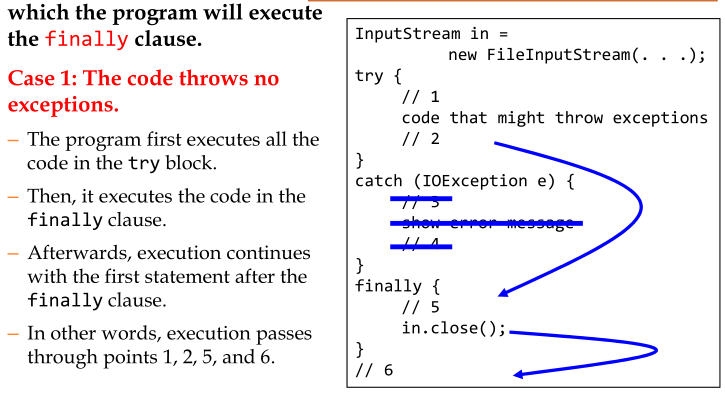 which the program will execute
the finally clause.
Case 1: The code throws no
exceptions.
– The program first executes all the
code in the try block.
– Then, it executes the code in the
finally clause.
– Afterwards, execution continues
with the first statement after the
finally clause.
– In other words, execution passes
through points 1, 2, 5, and 6.
InputStream in =
new FileInputStream(. . .);
try {
// 1
code that might throw exceptions
// 2
}
catch (IOException e) {
// 3
show error message
// 4
}
finally {
// 5
in.close();
}
// 6